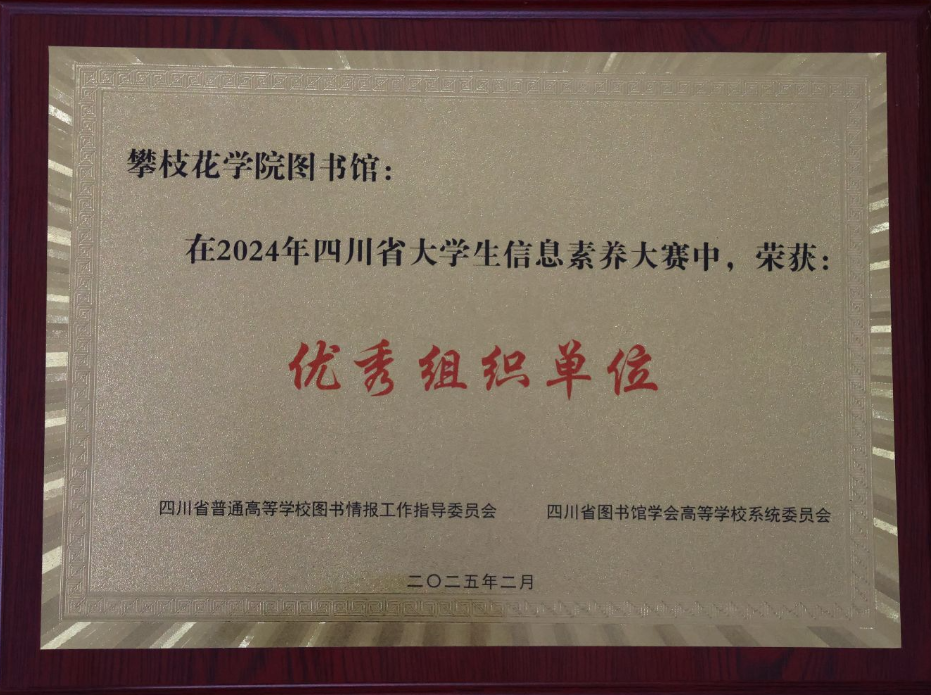 攀枝花学院图书馆：
在2024年四川省大学生信息素养大赛中，荣获：
优秀组织单位
四川省普通高等学校图书情报工作指导委员会 四川省图书馆学会高等学校系统委员会
二〇二五年二月